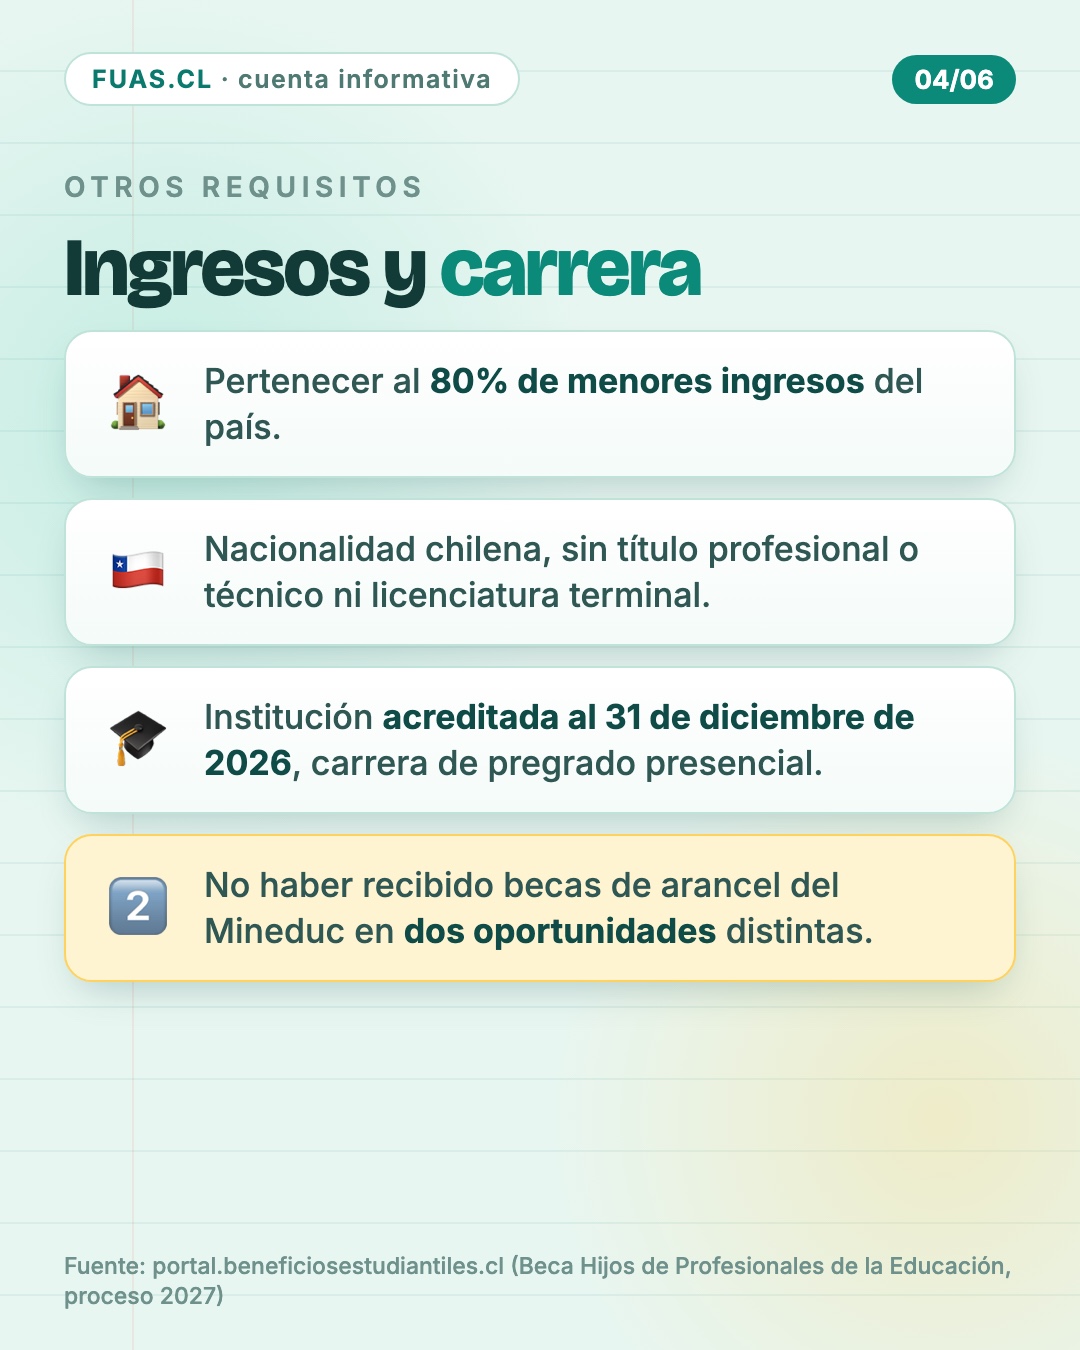 FUAS.CL · cuenta informativa
04/06
OTROS REQUISITOS
Ingresos y carrera
Pertenecer al 80% de menores ingresos del
país.
Nacionalidad chilena, sin título profesional o
técnico ni licenciatura terminal.
Institución acreditada al 31 de diciembre de
2026, carrera de pregrado presencial.
2
No haber recibido becas de arancel del
Mineduc en dos oportunidades distintas.
Fuente: portal.beneficiosestudiantiles.cl (Beca Hijos de Profesionales de la Educación,
proceso 2027)